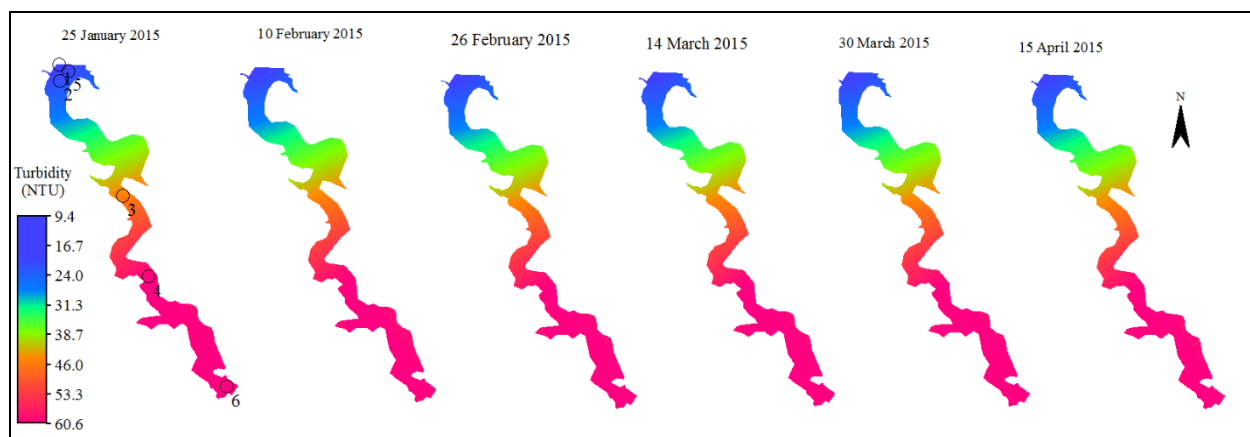 25 January 2015
10 February 2015
26 February 2015
14 March 2015
30 March 2015
15 April 2015
1
5
2
N
Turbidity
(NTU)
3
9.4
16.7
24.0
31.3
38.7
46.0
53.3
60.6
4
6